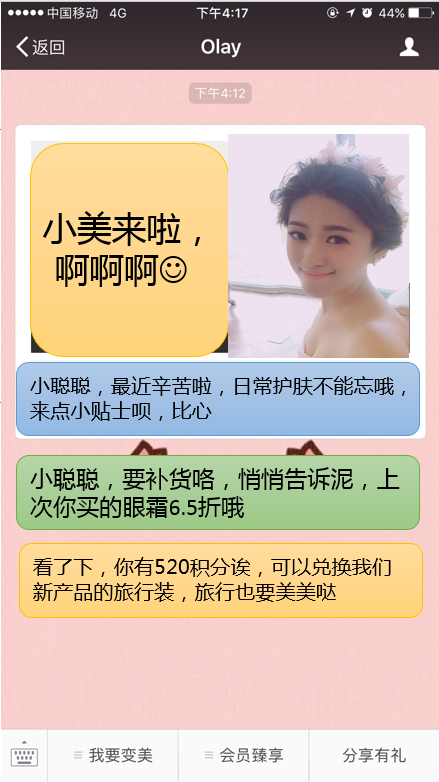 中国移动 4G 下午4:17 44%
返回 Olay
下午4:12
小美来啦，
啊啊啊☺
小聪聪，最近辛苦啦，日常护肤不能忘哦，
来点小贴士呗，比心
小聪聪，要补货咯，悄悄告诉泥，上
次你买的眼霜6.5折哦
看了下，你有520积分诶，可以兑换我们
新产品的旅行装，旅行也要美美哒
我要变美 会员臻享 分享有礼